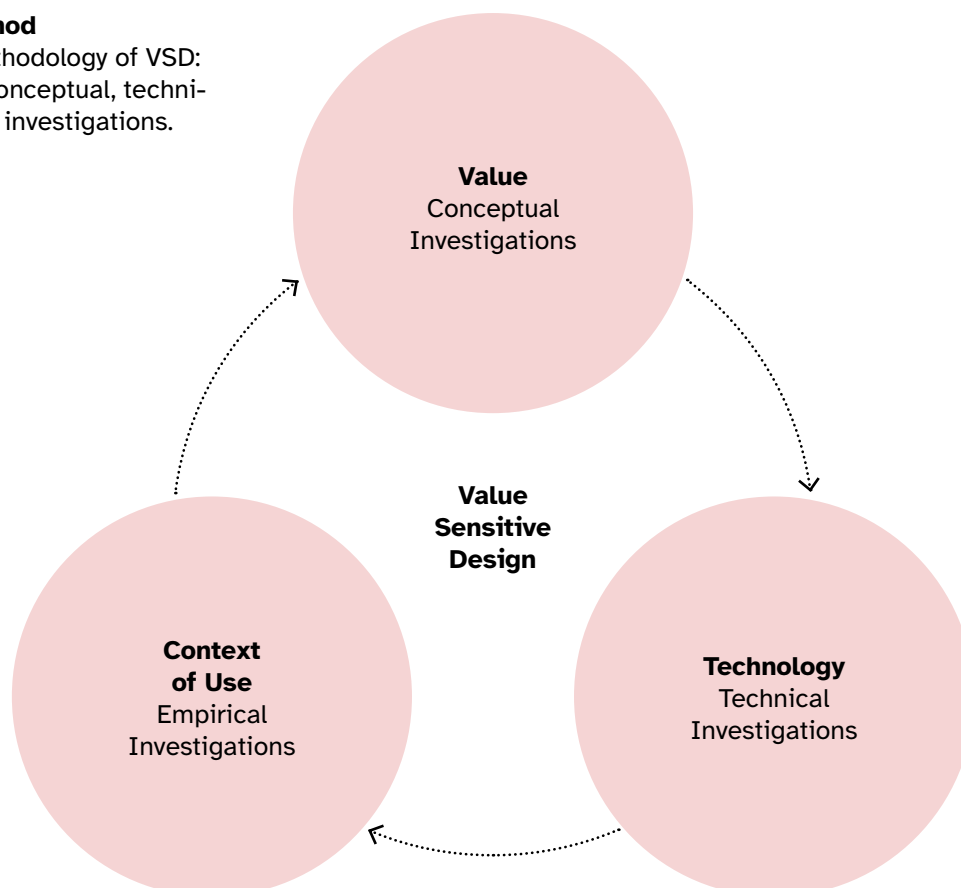 nod
thodology of VSD:
onceptual, techni-
investigations.
Value
Conceptual
Investigations
Value
Sensitive
Design
Context
of Use
Empirical
Investigations
Technology
Technical
Investigations